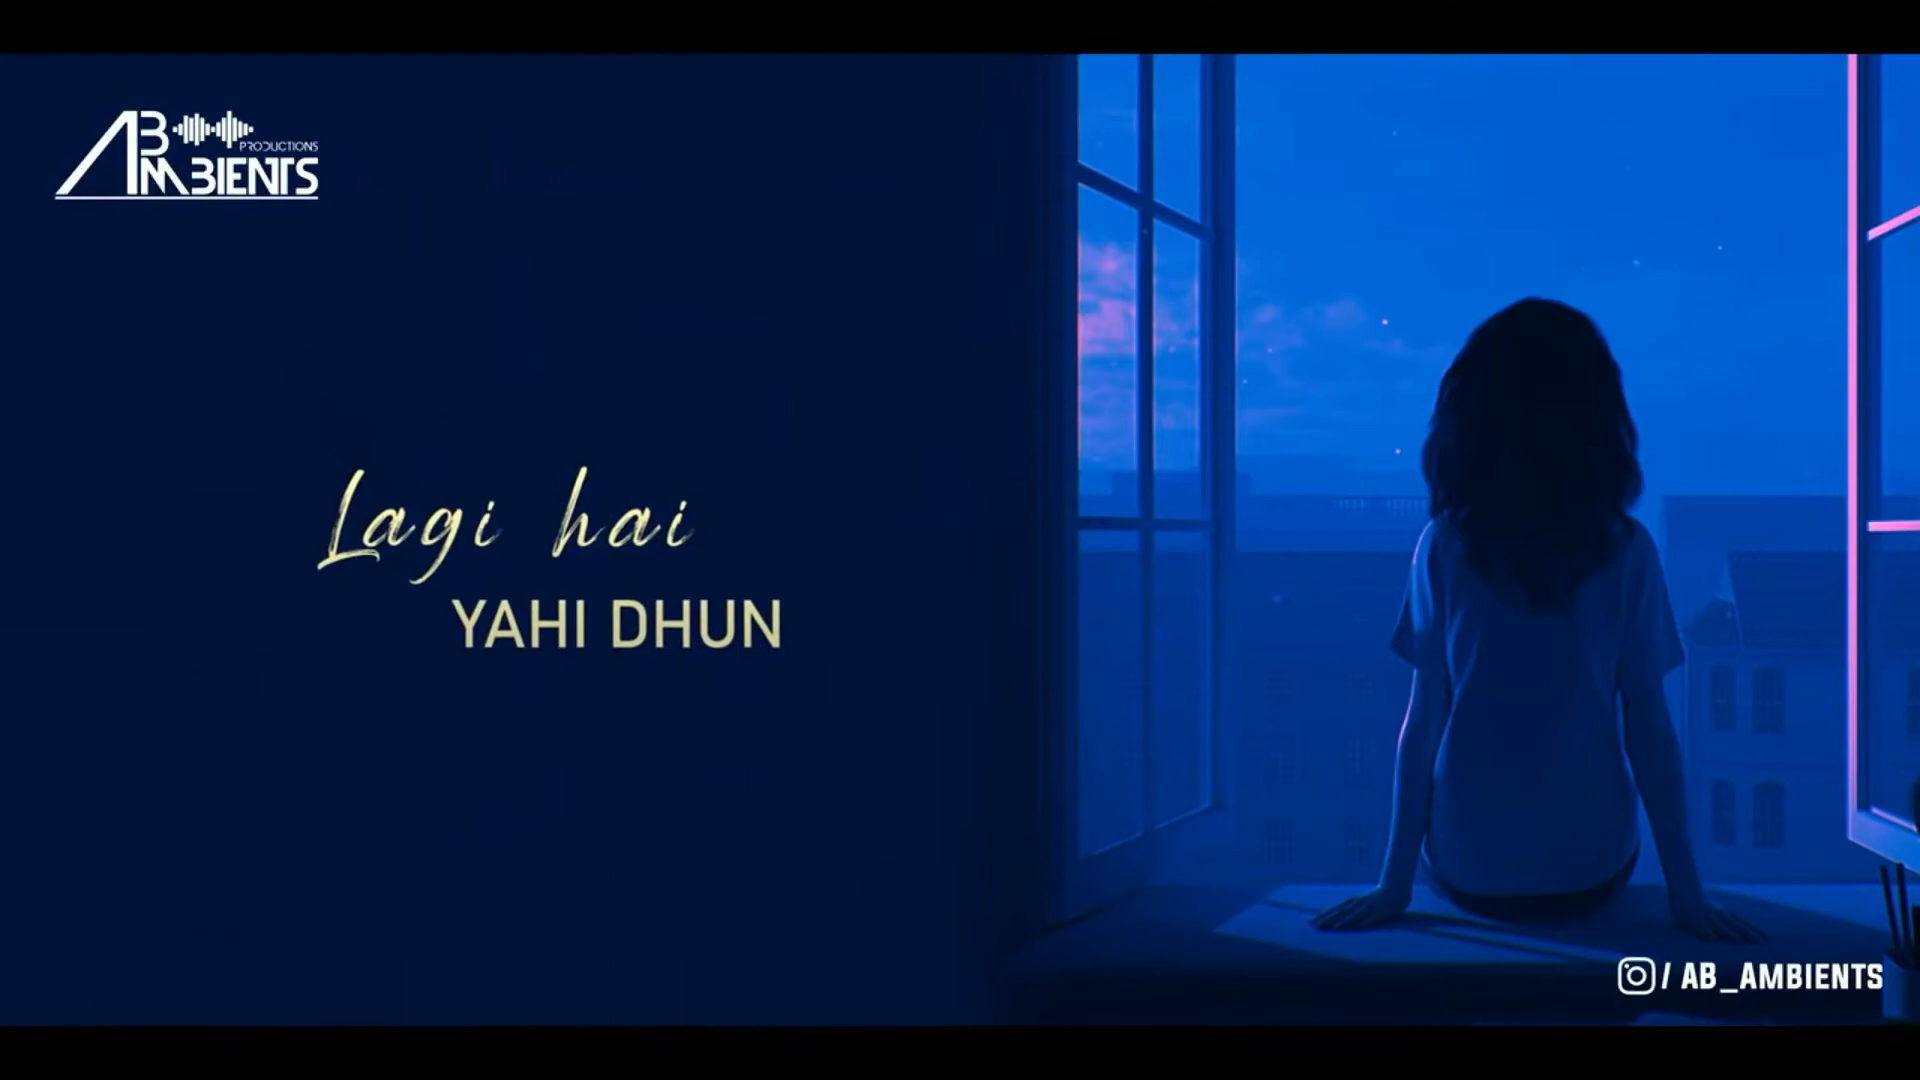 AB
PRODUCTIONS
AMBIENTS
Lagi hai
YAHI DHUN
/ AB_AMBIENTS